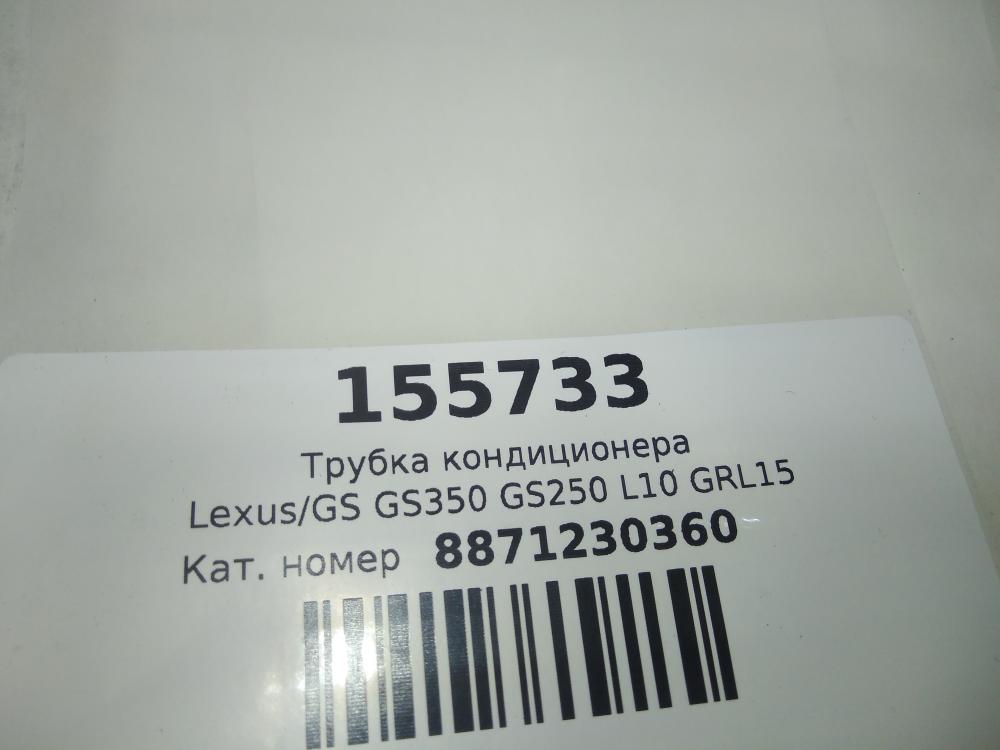 155733
Трубка кондиционера
Lexus/GS GS350 GS250 L10 GRL15
Кат. номер 8871230360